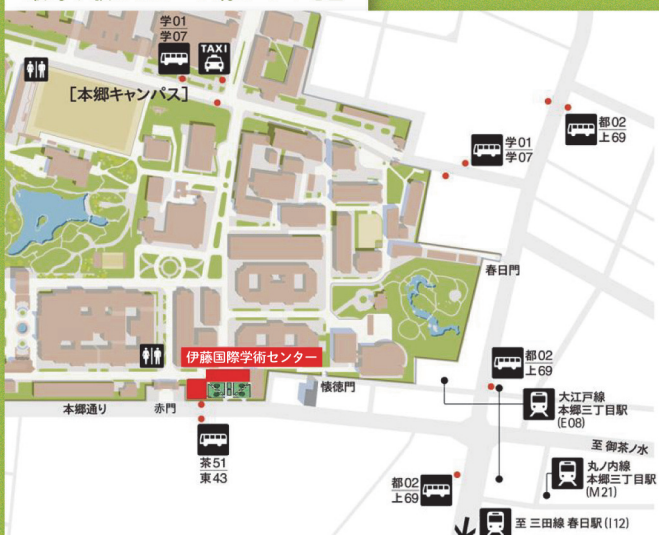 学01
学07
TAXI
[本郷キャンパス]
都02
上69
学01
学07
春日門
伊藤国際学術センター
都02
上69
懐徳門
大江戸線
本郷三丁目駅
(E08)
本郷通り
赤門
至 御茶ノ水
茶51
東43
丸ノ内線
本郷三丁目駅
(M21)
都02
上69
至 三田線 春日駅(I12)